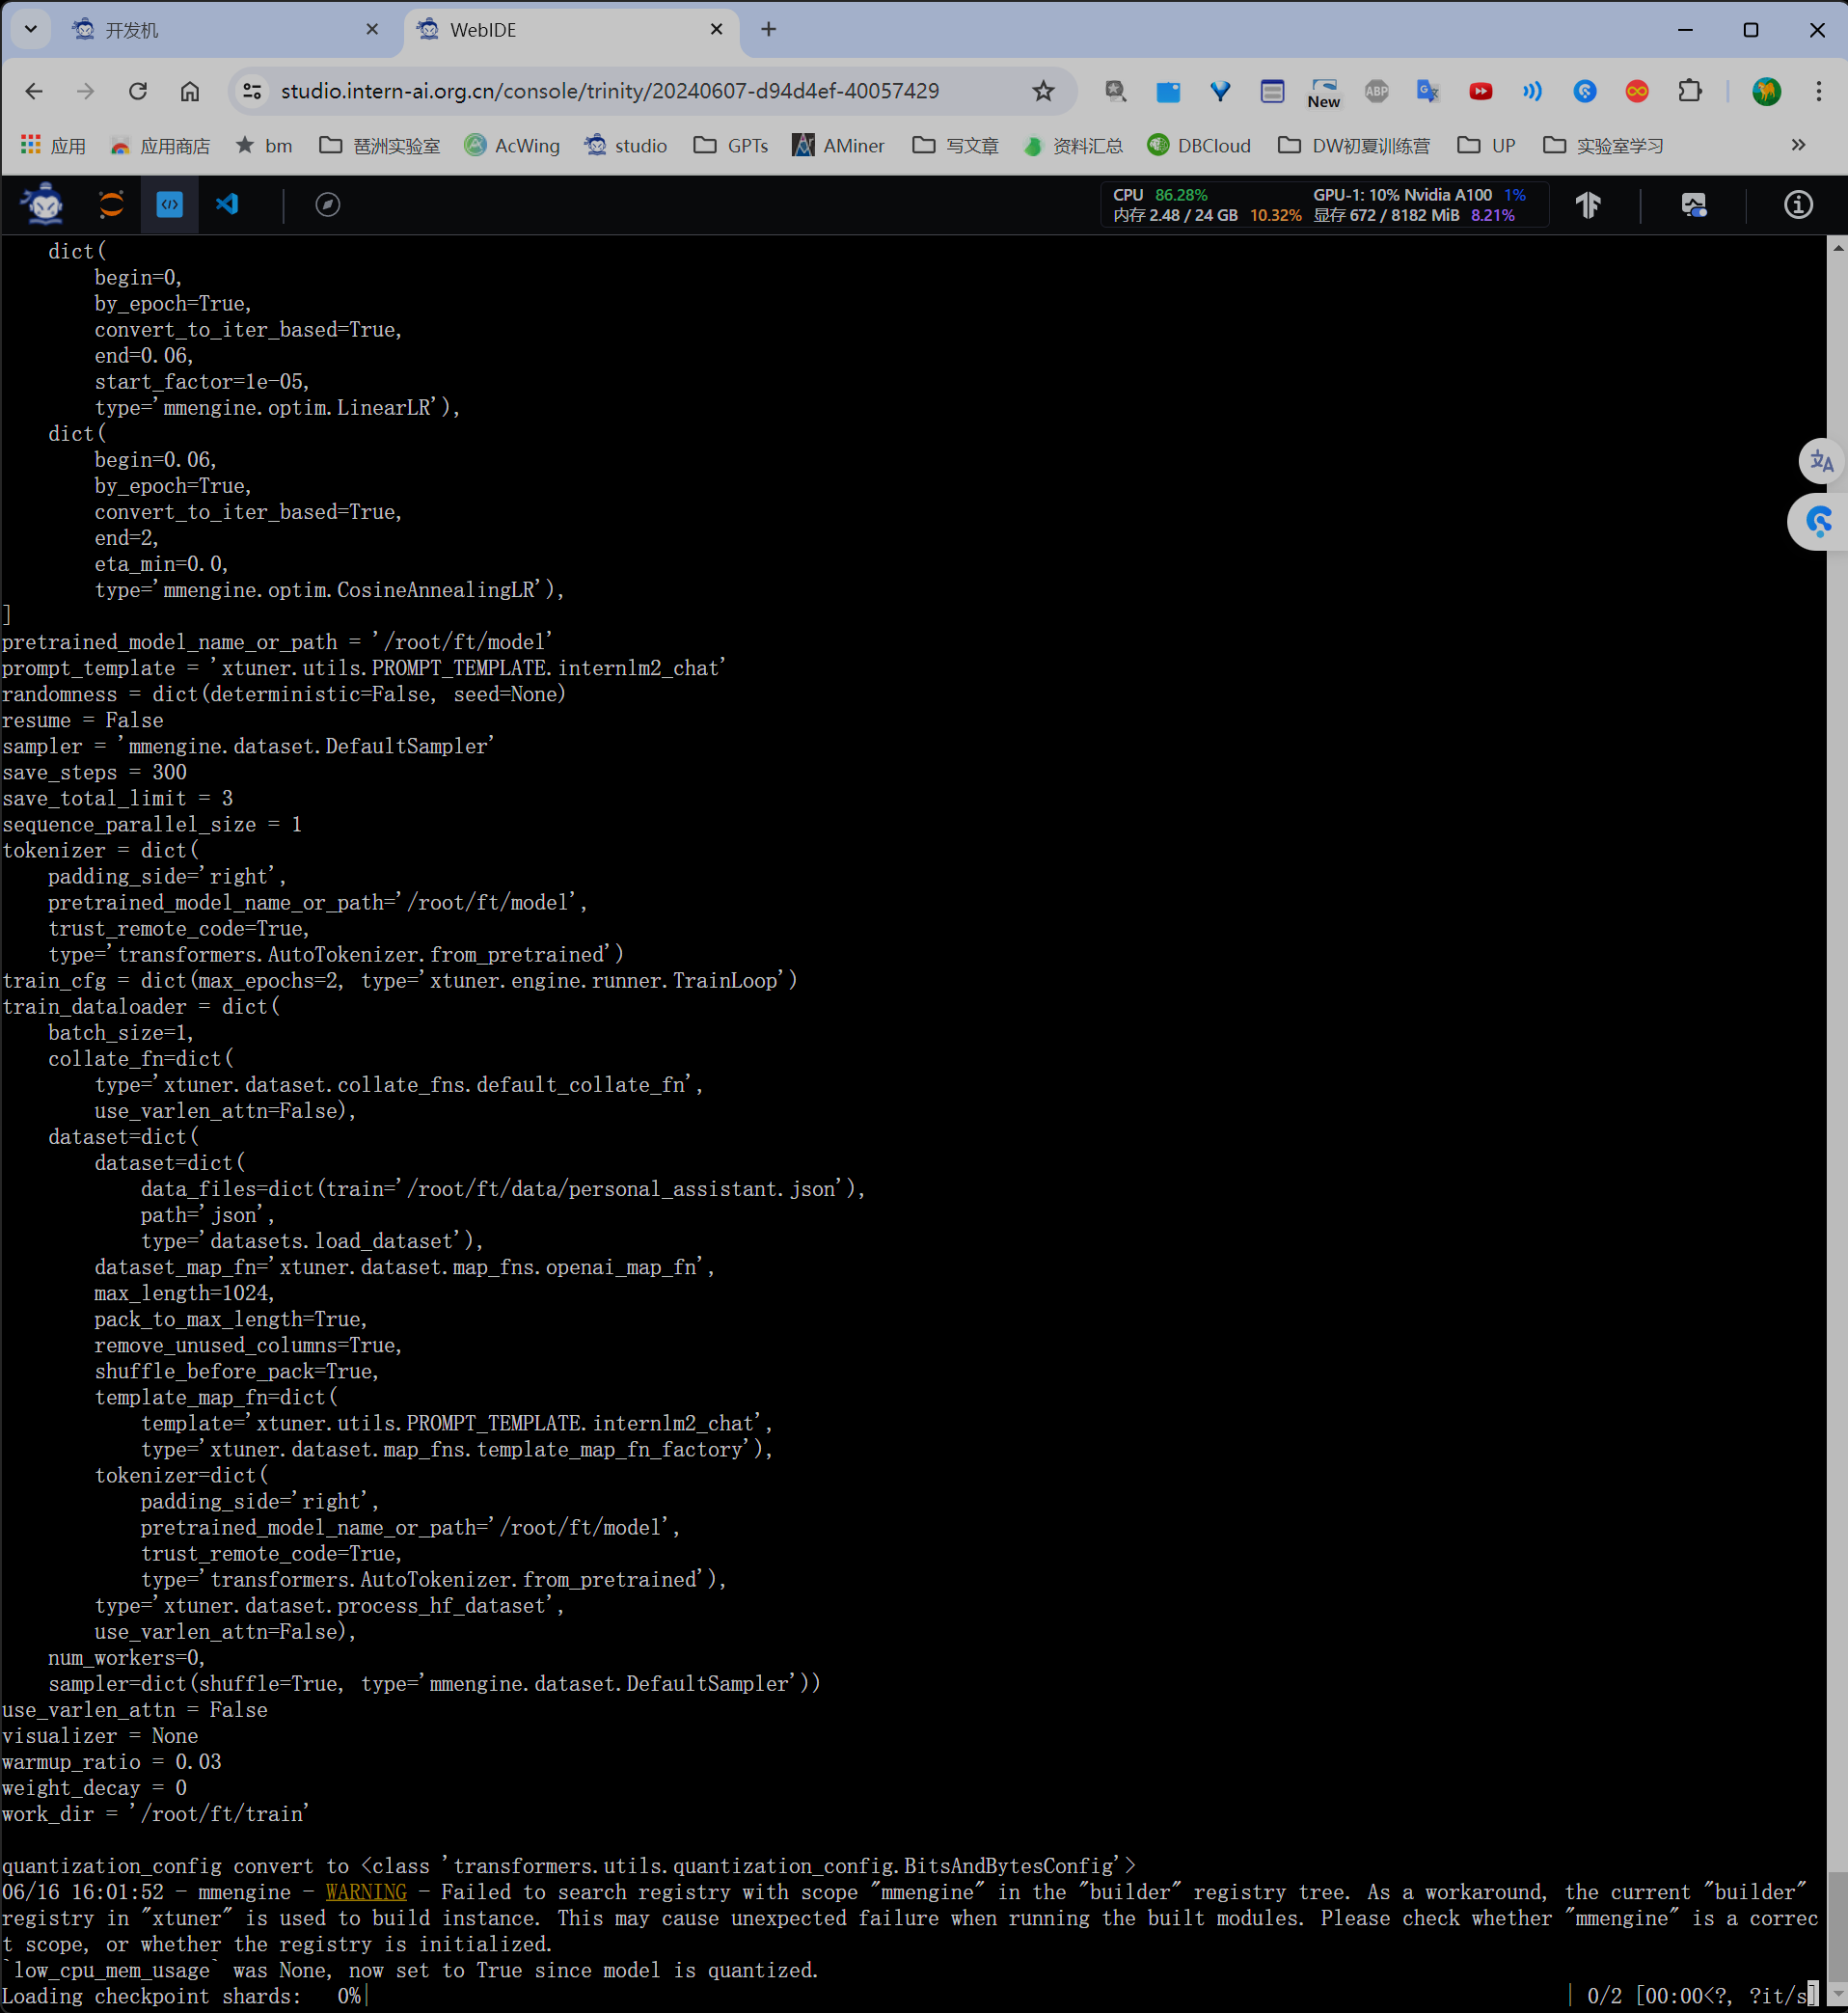 开发机
WebIDE
studio.intern-ai.org.cn/console/trinity/20240607-d94d4ef-40057429
New
ABP
应用
应用商店
bm
琶洲实验室
AcWing
studio
GPTs
AMiner
写文章
资料汇总
DBCloud
DW初夏训练营
UP
实验室学习
CPU 86.28% GPU-1: 10% Nvidia A100 1%
内存 2.48 / 24 GB 10.32% 显存 672 / 8182 MiB 8.21%
    dict(
        begin=0,
        by_epoch=True,
        convert_to_iter_based=True,
        end=0.06,
        start_factor=1e-05,
        type='mmengine.optim.LinearLR'),
    dict(
        begin=0.06,
        by_epoch=True,
        convert_to_iter_based=True,
        end=2,
        eta_min=0.0,
        type='mmengine.optim.CosineAnnealingLR'),
]
pretrained_model_name_or_path = '/root/ft/model'
prompt_template = 'xtuner.utils.PROMPT_TEMPLATE.internlm2_chat'
randomness = dict(deterministic=False, seed=None)
resume = False
sampler = 'mmengine.dataset.DefaultSampler'
save_steps = 300
save_total_limit = 3
sequence_parallel_size = 1
tokenizer = dict(
    padding_side='right',
    pretrained_model_name_or_path='/root/ft/model',
    trust_remote_code=True,
    type='transformers.AutoTokenizer.from_pretrained')
train_cfg = dict(max_epochs=2, type='xtuner.engine.runner.TrainLoop')
train_dataloader = dict(
    batch_size=1,
    collate_fn=dict(
        type='xtuner.dataset.collate_fns.default_collate_fn',
        use_varlen_attn=False),
    dataset=dict(
        dataset=dict(
            data_files=dict(train='/root/ft/data/personal_assistant.json'),
            path='json',
            type='datasets.load_dataset'),
        dataset_map_fn='xtuner.dataset.map_fns.openai_map_fn',
        max_length=1024,
        pack_to_max_length=True,
        remove_unused_columns=True,
        shuffle_before_pack=True,
        template_map_fn=dict(
            template='xtuner.utils.PROMPT_TEMPLATE.internlm2_chat',
            type='xtuner.dataset.map_fns.template_map_fn_factory'),
        tokenizer=dict(
            padding_side='right',
            pretrained_model_name_or_path='/root/ft/model',
            trust_remote_code=True,
            type='transformers.AutoTokenizer.from_pretrained'),
        type='xtuner.dataset.process_hf_dataset',
        use_varlen_attn=False),
    num_workers=0,
    sampler=dict(shuffle=True, type='mmengine.dataset.DefaultSampler'))
use_varlen_attn = False
visualizer = None
warmup_ratio = 0.03
weight_decay = 0
work_dir = '/root/ft/train'
quantization_config convert to <class 'transformers.utils.quantization_config.BitsAndBytesConfig'>
06/16 16:01:52 - mmengine - WARNING - Failed to search registry with scope "mmengine" in the "builder" registry tree. As a workaround, the current "builder"
registry in "xtuner" is used to build instance. This may cause unexpected failure when running the built modules. Please check whether "mmengine" is a correc
t scope, or whether the registry is initialized.
`low_cpu_mem_usage` was None, now set to True since model is quantized.
Loading checkpoint shards:   0%| | 0/2 [00:00<?, ?it/s]